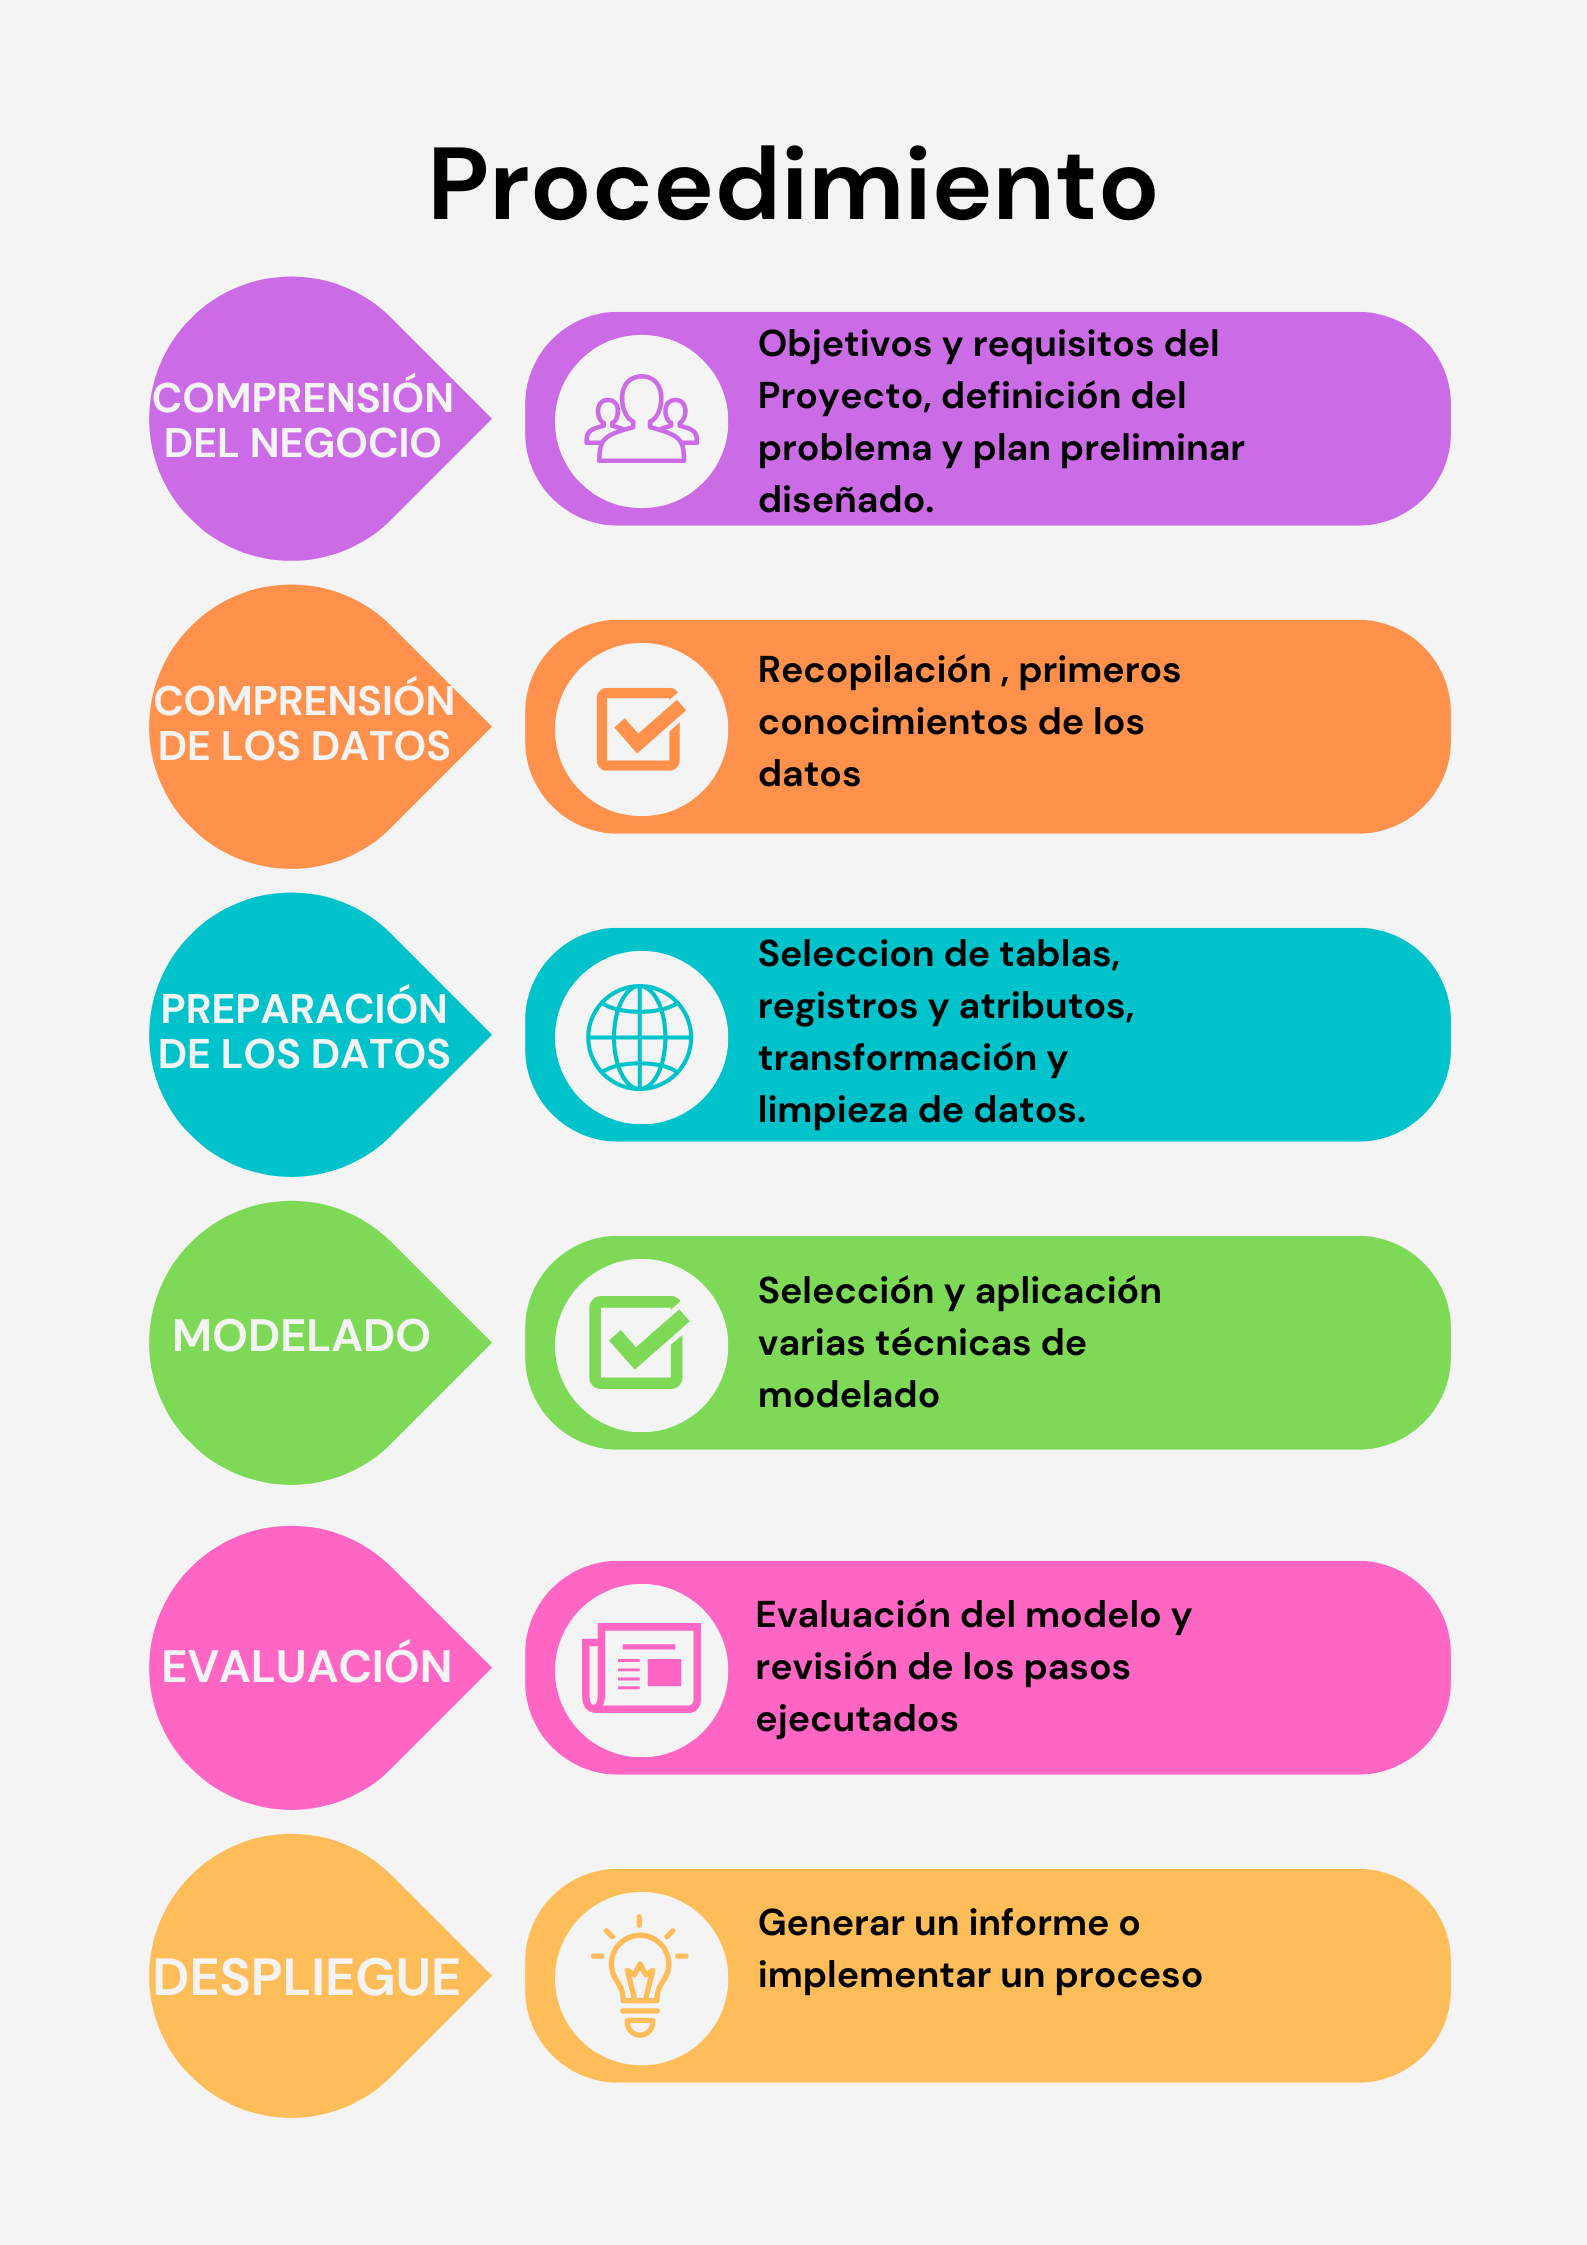 Procedimiento
COMPRENSIÓN
DEL NEGOCIO
Objetivos y requisitos del
Proyecto, definición del
problema y plan preliminar
diseñado.
COMPRENSIÓN
DE LOS DATOS
Recopilación , primeros
conocimientos de los
datos
PREPARACIÓN
DE LOS DATOS
Seleccion de tablas,
registros y atributos,
transformación y
limpieza de datos.
MODELADO
Selección y aplicación
varias técnicas de
modelado
EVALUACIÓN
Evaluación del modelo y
revisión de los pasos
ejecutados
DESPLIEGUE
Generar un informe o
implementar un proceso